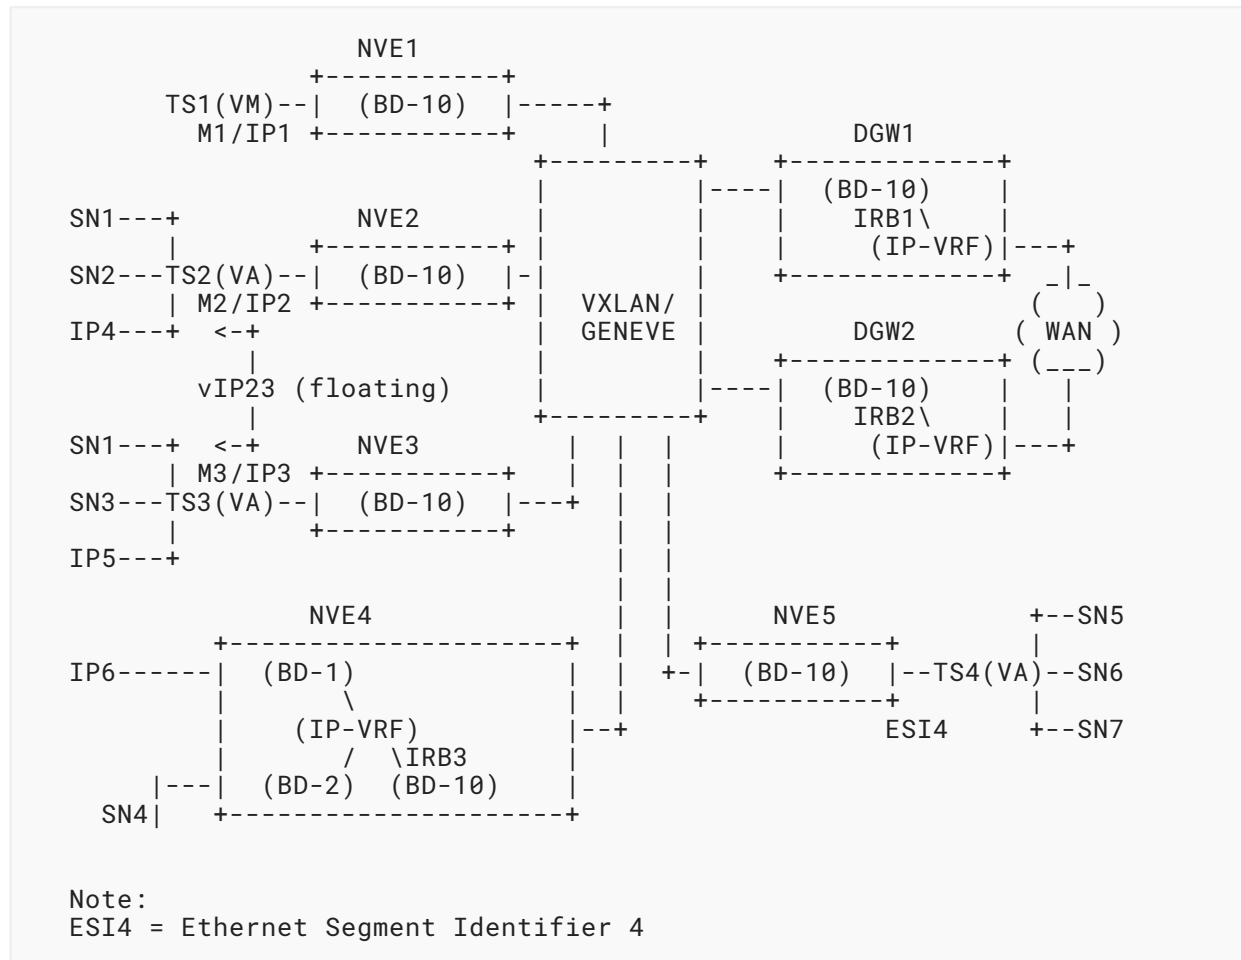 NVE1
               +-----------+
      TS1(VM)--|  (BD-10)  |-----+
        M1/IP1 +-----------+     |               DGW1
                             +---------+    +-------------+
                             |         |----|  (BD-10)    |
SN1---+           NVE2       |         |    |    IRB1\    |
      |        +-----------+ |         |    |     (IP-VRF)|---+
SN2---TS2(VA)--|  (BD-10)  |-|         |    +-------------+  _|_
      | M2/IP2 +-----------+ |  VXLAN/ |                    (   )
IP4---+  <-+                 |  GENEVE |         DGW2      ( WAN )
           |                 |         |    +-------------+ (___)
        vIP23 (floating)     |         |----|  (BD-10)    |   |
           |                 +---------+    |    IRB2\    |   |
SN1---+  <-+      NVE3         |  |  |      |     (IP-VRF)|---+
      | M3/IP3 +-----------+   |  |  |      +-------------+
SN3---TS3(VA)--|  (BD-10)  |---+  |  |
      |        +-----------+      |  |
IP5---+                           |  |
                                  |  |
               NVE4               |  |      NVE5            +--SN5
         +---------------------+  |  | +-----------+        |
IP6------|  (BD-1)             |  |  +-|  (BD-10)  |--TS4(VA)--SN6
         |       \             |  |    +-----------+        |
         |    (IP-VRF)         |--+                ESI4     +--SN7
         |       /  \IRB3      |
     |---|  (BD-2)  (BD-10)    |
  SN4|   +---------------------+
Note:
ESI4 = Ethernet Segment Identifier 4